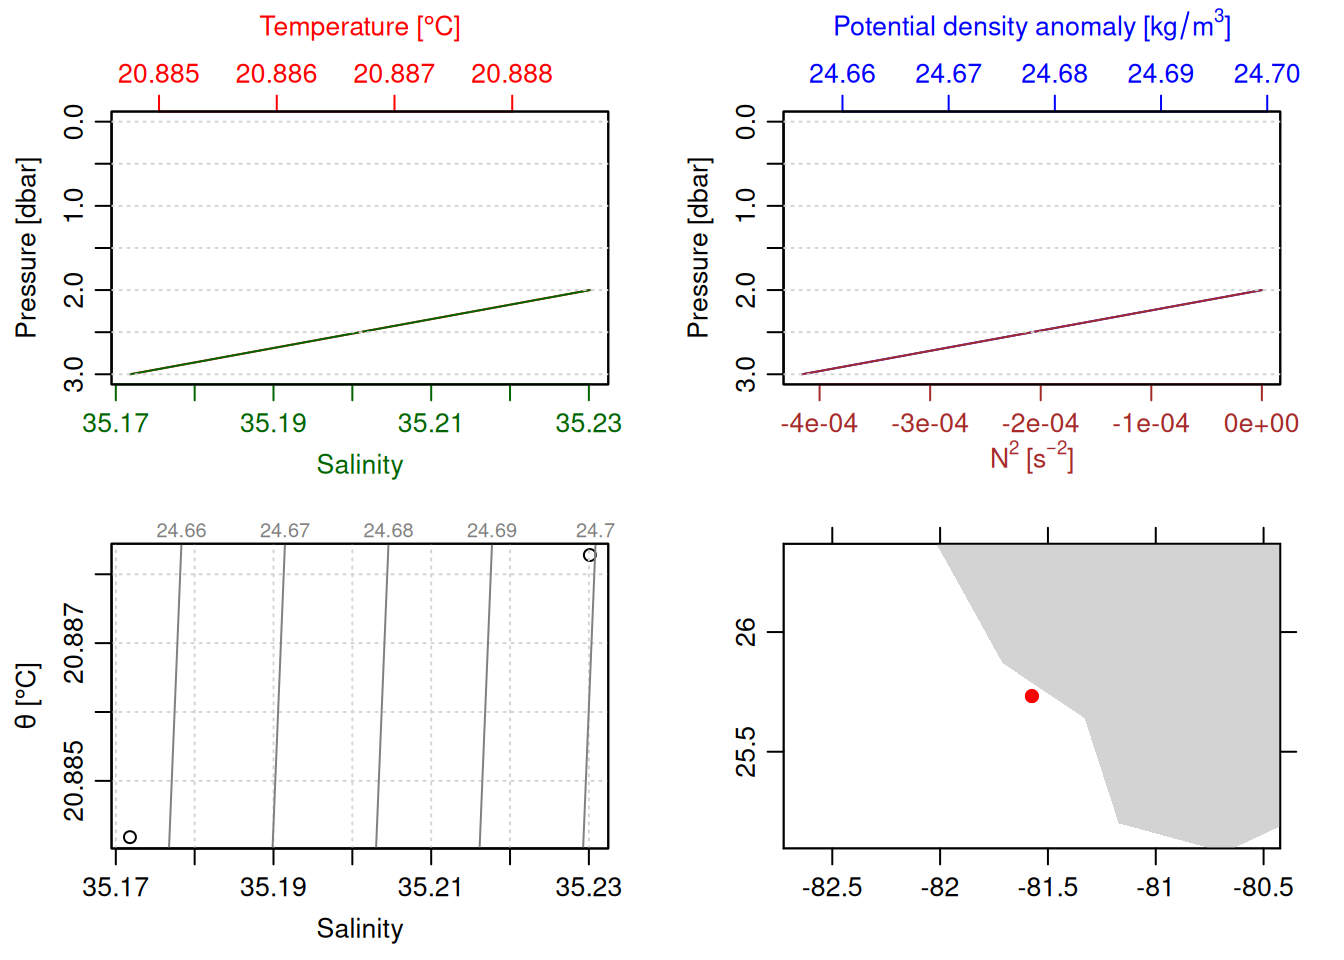 Temperature [°C]
20.885 20.886 20.887 20.888
Pressure [dbar]
0.0
1.0
2.0
3.0
35.17 35.19 35.21 35.23
Salinity
Potential density anomaly [kg/m³]
24.66 24.67 24.68 24.69 24.70
Pressure [dbar]
0.0
1.0
2.0
3.0
-4e-04 -3e-04 -2e-04 -1e-04 0e+00
N² [s⁻²]
24.66 24.67 24.68 24.69 24.7
θ [°C]
20.887
20.885
35.17 35.19 35.21 35.23
Salinity
26
25.5
-82.5 -82 -81.5 -81 -80.5